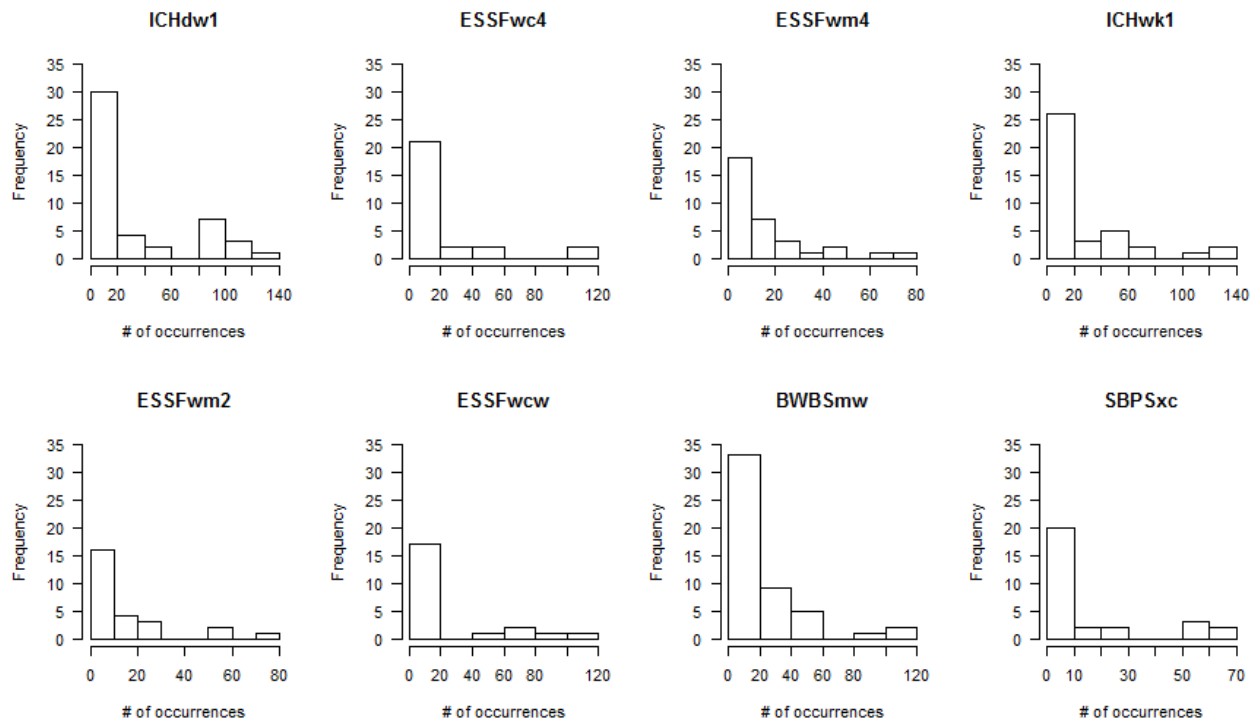 ICHdw1
ESSFwc4
ESSFwm4
ICHwk1
Frequency
35
30
25
20
15
10
5
0
0 20 60 100 140
# of occurrences
Frequency
35
30
25
20
15
10
5
0
0 20 40 60 80 120
# of occurrences
Frequency
35
30
25
20
15
10
5
0
0 20 40 60 80
# of occurrences
Frequency
35
30
25
20
15
10
5
0
0 20 60 100 140
# of occurrences
ESSFwm2
ESSFwcw
BWBSmw
SBPSxc
Frequency
35
30
25
20
15
10
5
0
0 20 40 60 80
# of occurrences
Frequency
35
30
25
20
15
10
5
0
0 20 40 60 80 120
# of occurrences
Frequency
35
30
25
20
15
10
5
0
0 20 40 60 80 120
# of occurrences
Frequency
35
30
25
20
15
10
5
0
0 10 30 50 70
# of occurrences